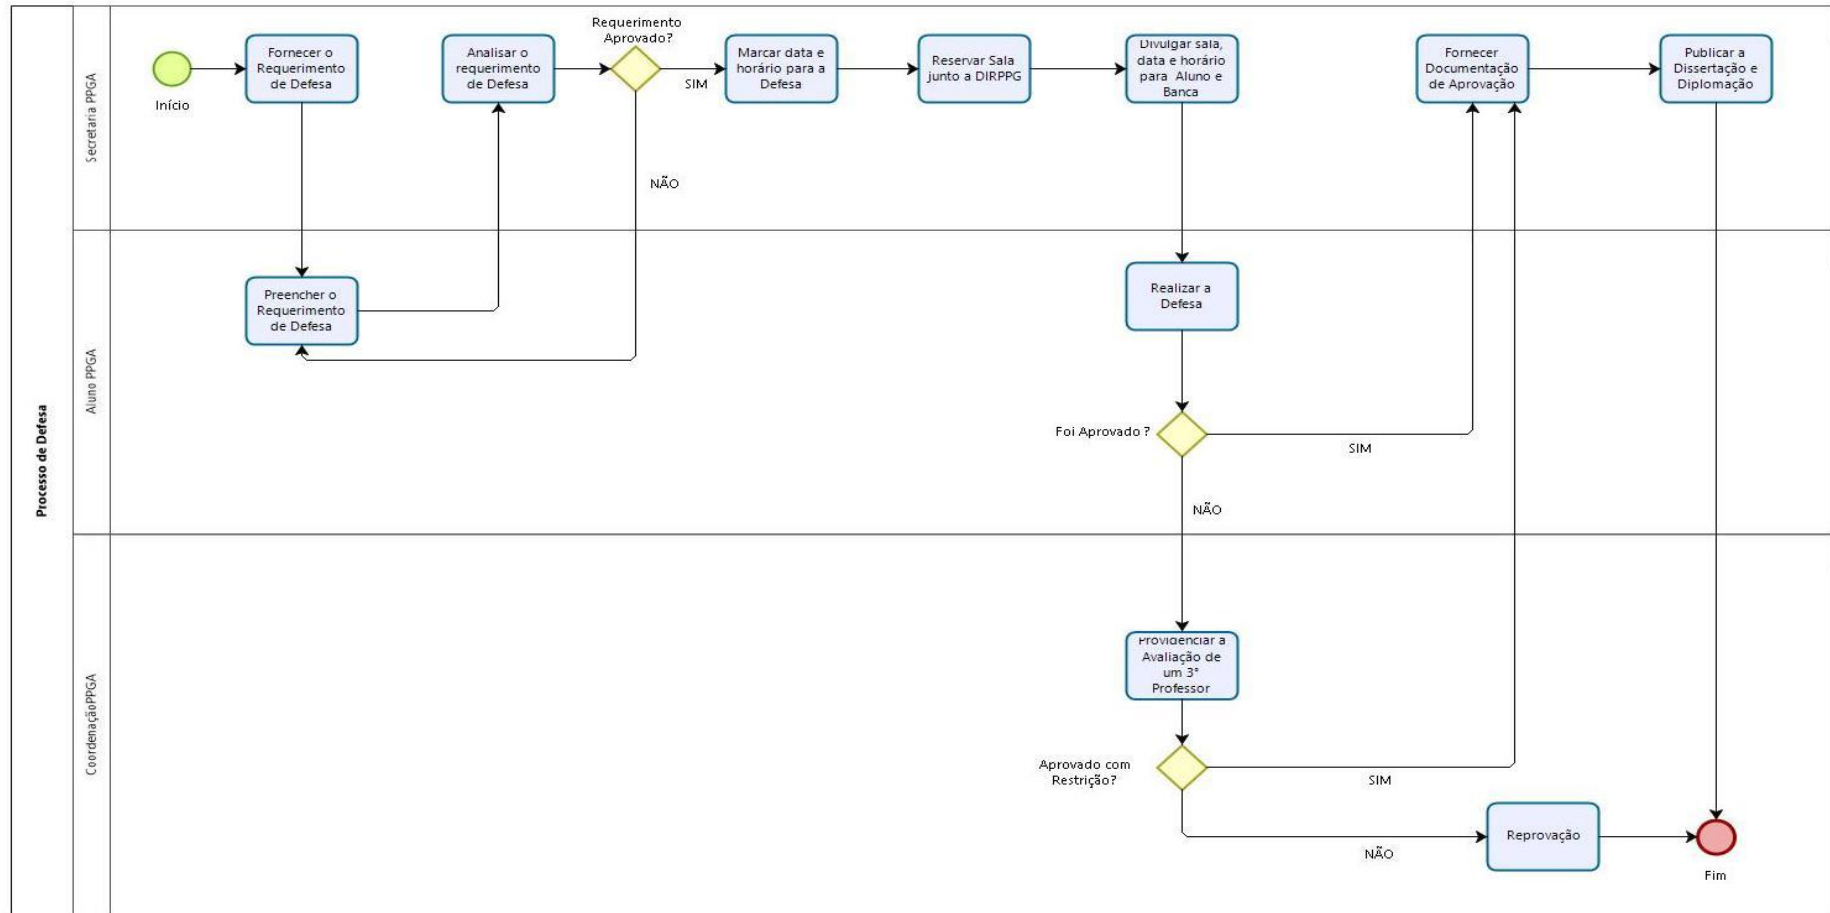 Processo de Defesa
Secretaria PPGA
Início
Fornecer o
Requerimento
de Defesa
Analisar o
requerimento
de Defesa
Requerimento
Aprovado?
SIM
NÃO
Marcar data e
horário para a
Defesa
Reservar Sala
junto a DIRPPG
Divulgar sala,
data e horário
para Aluno e
Banca
Fornecer
Documentação
de Aprovação
Publicar a
Dissertação e
Diplomação
Aluno PPGA
Preencher o
Requerimento
de Defesa
Realizar a
Defesa
Foi Aprovado ?
SIM
NÃO
CoordenaçãoPPGA
Providenciar a
Avaliação de
um 3°
Professor
Aprovado com
Restrição?
SIM
NÃO
Reprovação
Fim